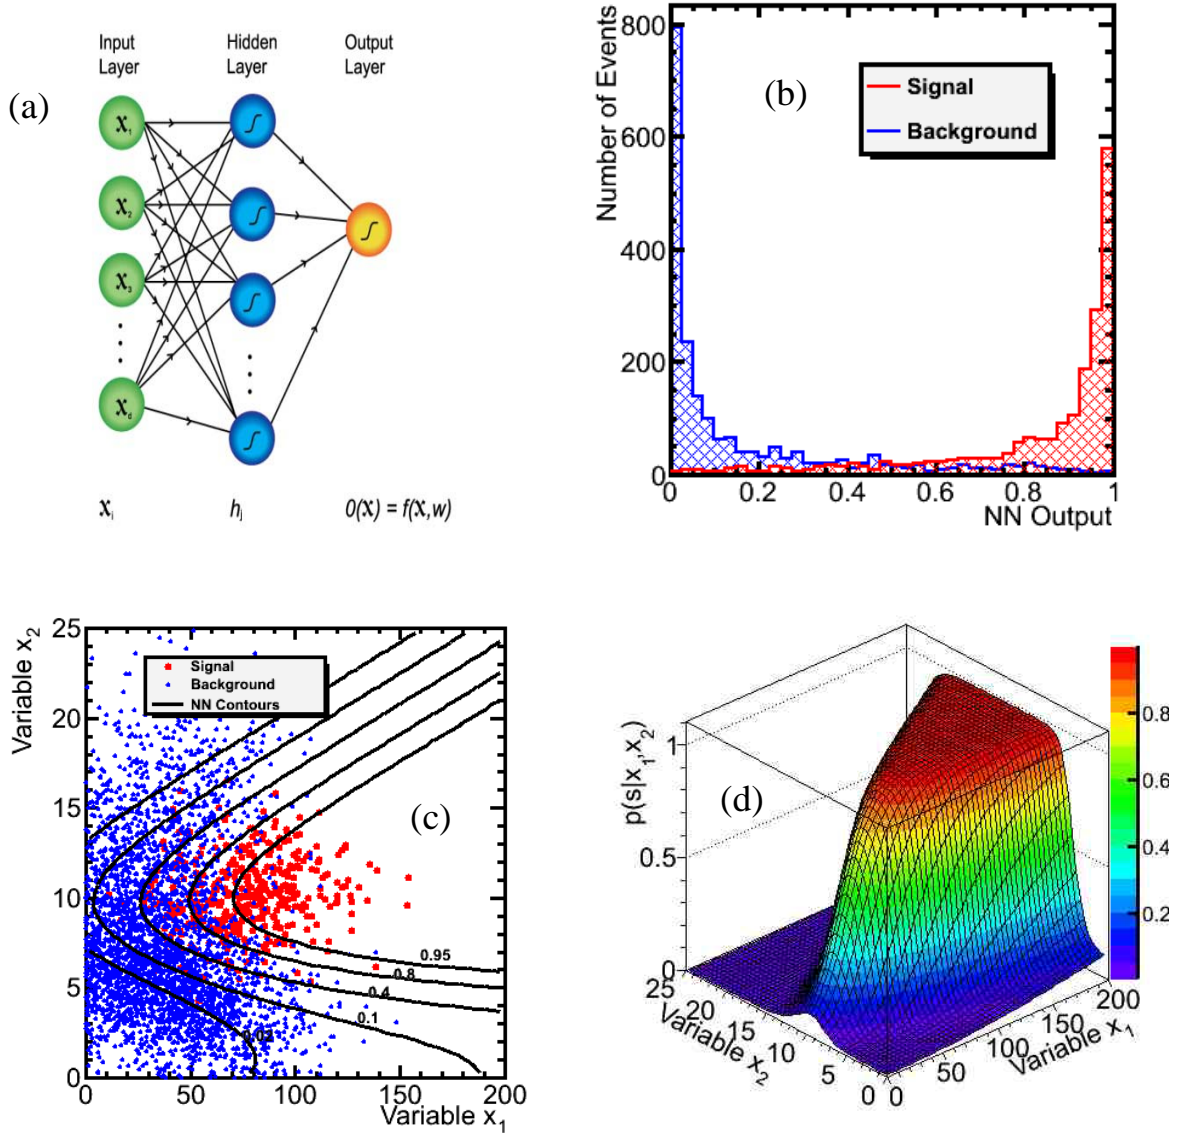 (a)
Input
Layer
Hidden
Layer
Output
Layer
x1
x2
x3
xd
xi
hj
0(x) = f(x,w)
(b)
Number of Events
800
600
400
200
0
Signal
Background
0 0.2 0.4 0.6 0.8 1
NN Output
(c)
Variable x2
25
20
15
10
5
0
Signal
Background
NN Contours
0.95
0.8
0.4
0.1
0 50 100 150 200
Variable x1
(d)
p(s|x1,x2)
1
0.5
0
25 20 15 10 5 0
Variable x2
0 50 100 150 200
Variable x1
0.8
0.6
0.4
0.2